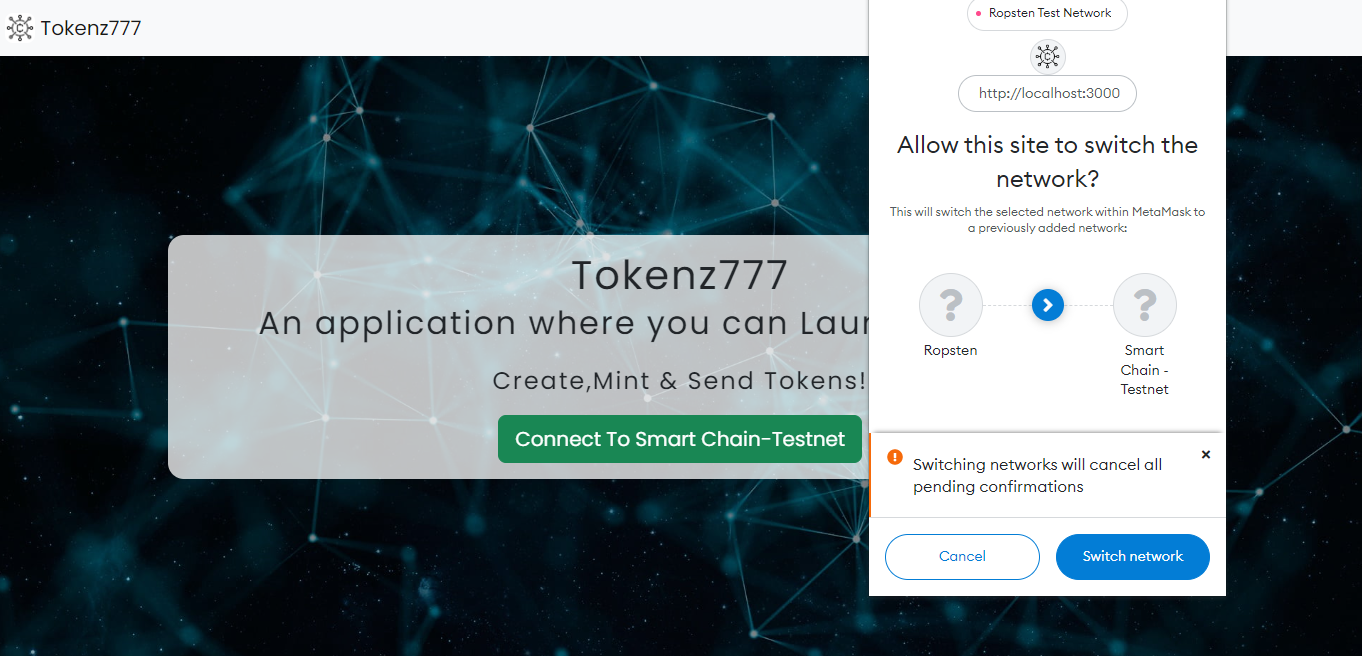 Tokenz777
Tokenz777
An application where you can
Create,Mint & Send Tokens!
Connect To Smart Chain-Testnet
Ropsten Test Network
http://localhost:3000
Allow this site to switch the
network?
This will switch the selected network within MetaMask to
a previously added network:
?
?
Ropsten
Smart
Chain -
Testnet
Switching networks will cancel all
pending confirmations
Cancel
Switch network